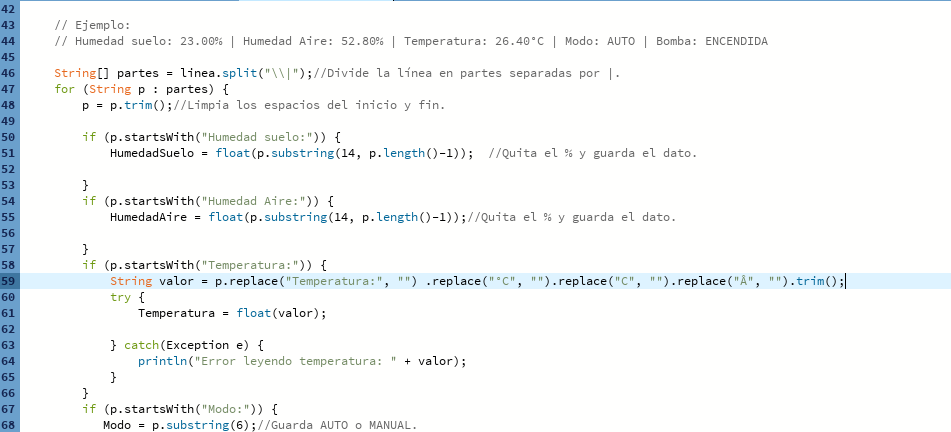 42
43 // Ejemplo:
44 // Humedad suelo: 23.00% | Humedad Aire: 52.80% | Temperatura: 26.40°C | Modo: AUTO | Bomba: ENCENDIDA
45
46 String[] partes = linea.split("\\|");//Divide la línea en partes separadas por |.
47 for (String p : partes) {
48 p = p.trim();//Limpia los espacios del inicio y fin.
49
50 if (p.startsWith("Humedad suelo:")) {
51 HumedadSuelo = float(p.substring(14, p.length()-1)); //Quita el % y guarda el dato.
52
53 }
54 if (p.startsWith("Humedad Aire:")) {
55 HumedadAire = float(p.substring(14, p.length()-1));//Quita el % y guarda el dato.
56
57 }
58 if (p.startsWith("Temperatura:")) {
59 String valor = p.replace("Temperatura:", "") .replace("°C", "").replace("C", "").replace("Â", "").trim();
60 try {
61 Temperatura = float(valor);
62
63 } catch(Exception e) {
64 println("Error leyendo temperatura: " + valor);
65 }
66 }
67 if (p.startsWith("Modo:")) {
68 Modo = p.substring(6);//Guarda AUTO o MANUAL.